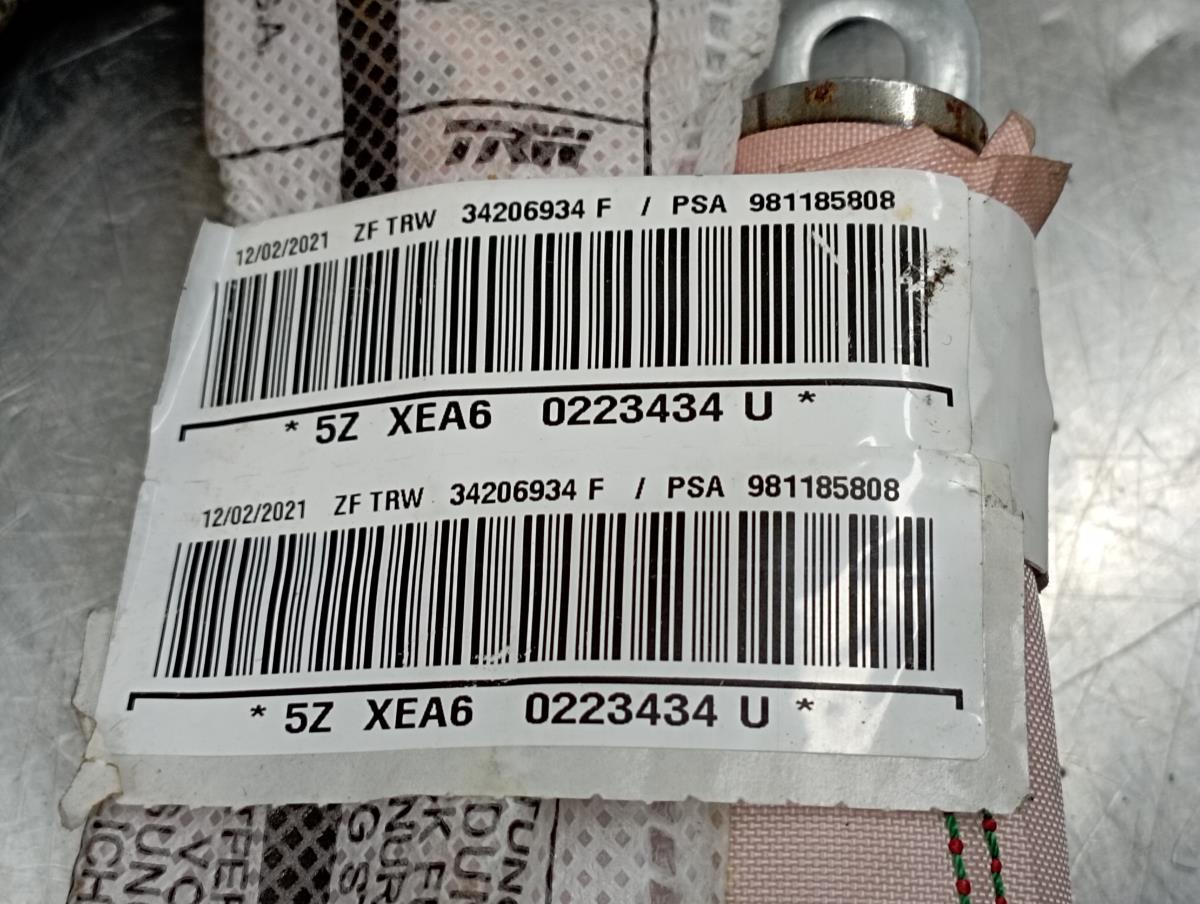 TRW
12/02/2021 ZF TRW 34206934 F / PSA 981185808
* 5Z XEA6 0223434 U *
12/02/2021 ZF TRW 34206934 F / PSA 981185808
* 5Z XEA6 0223434 U *